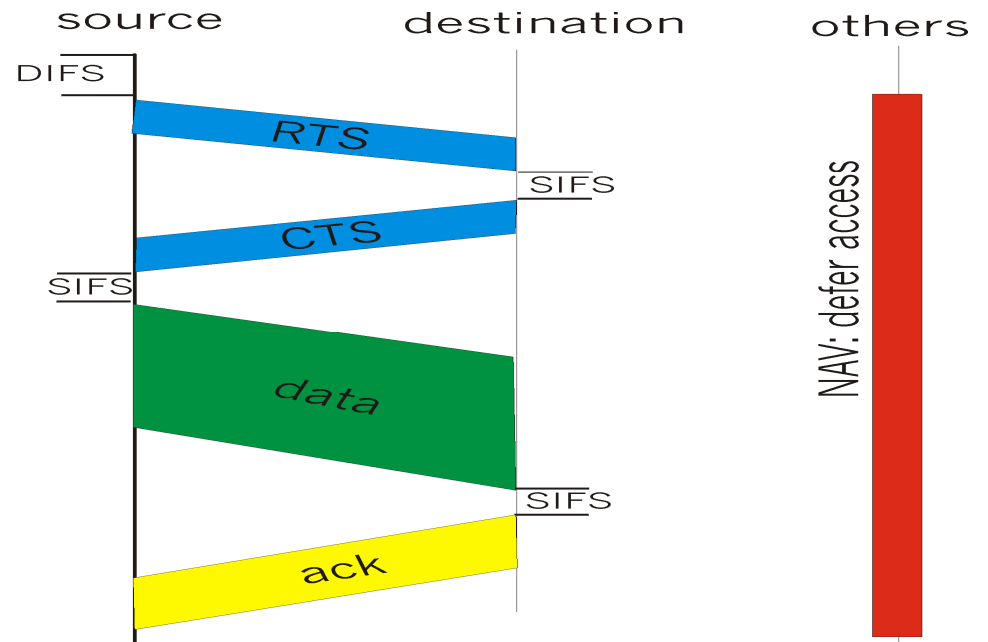 source
destination
others
DIFS
RTS
SIFS
CTS
SIFS
data
SIFS
ack
NAV: defer access